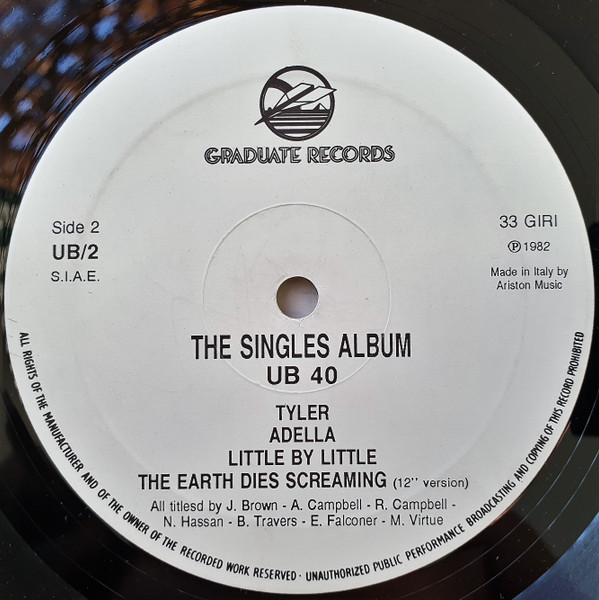 GRADUATE RECORDS
Side 2
UB/2
S.I.A.E.
33 GIRI
Ⓟ 1982
Made in Italy by
Ariston Music
THE SINGLES ALBUM
UB 40
TYLER
ADELLA
LITTLE BY LITTLE
THE EARTH DIES SCREAMING (12'' version)
All titlesd by J. Brown - A. Campbell - R. Campbell -
N. Hassan - B. Travers - E. Falconer - M. Virtue
ALL RIGHTS OF THE MANUFACTURER AND OF THE OWNER OF THE RECORDED WORK RESERVED · UNAUTHORIZED PUBLIC PERFORMANCE BROADCASTING AND COPYING OF THIS RECORD PROHIBITED